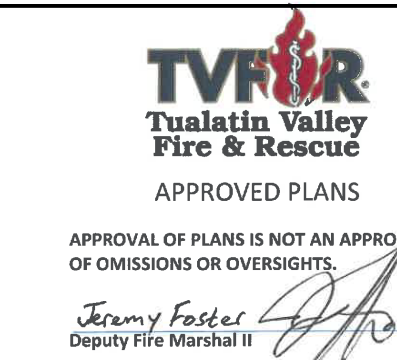 TVF&R®
Tualatin Valley
Fire & Rescue
APPROVED PLANS
APPROVAL OF PLANS IS NOT AN APPRO
OF OMISSIONS OR OVERSIGHTS.
Jeremy Foster
Deputy Fire Marshal II